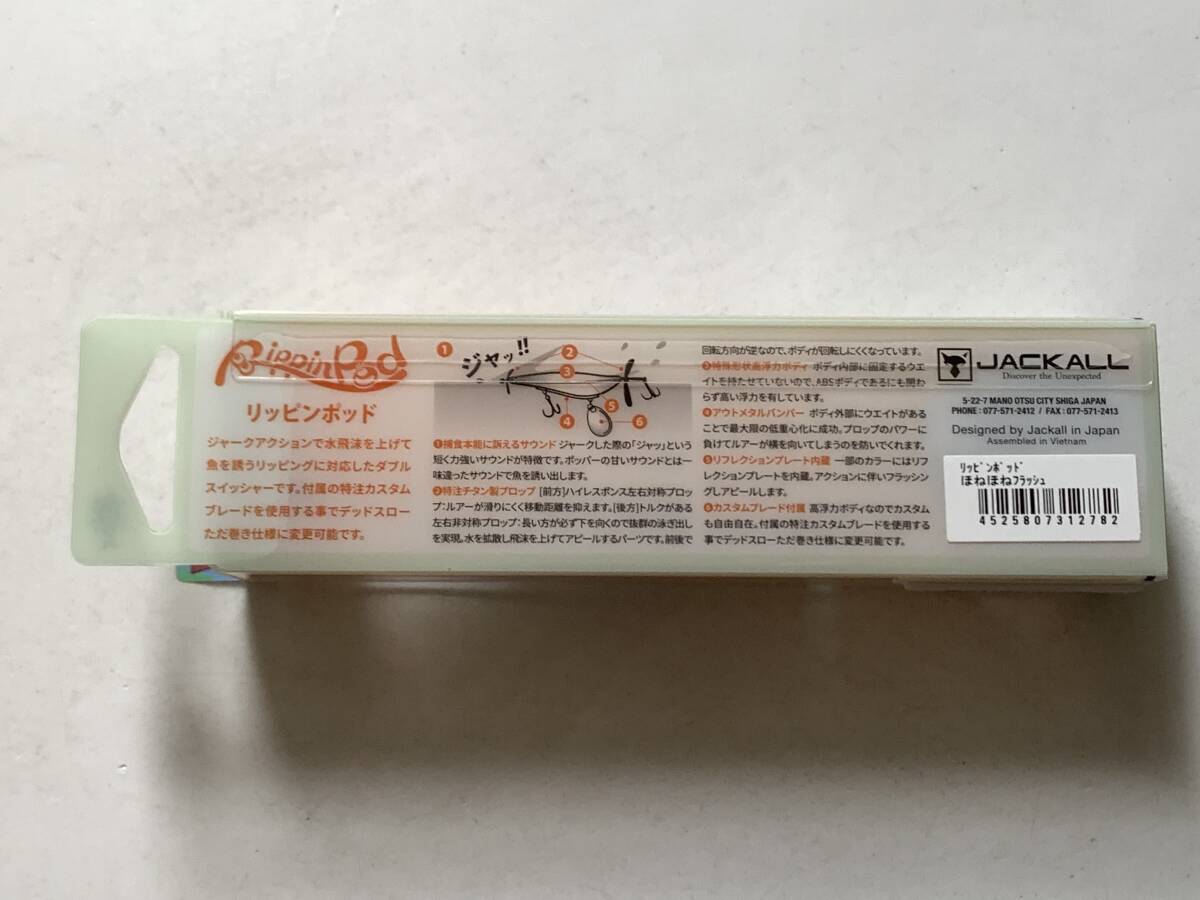 RippinPod
リッピンポッド
ジャークアクションで水飛沫を上げて
魚を誘うリッピングに対応したダブル
スイッシャーです。付属の特注カスタム
ブレードを使用する事でデッドスロー
ただ巻き仕様に変更可能です。
1
ジャッ!!
2
3
4
5
6
❶捕食本能に訴えるサウンド ジャークした際の「ジャッ」という
短く力強いサウンドが特徴です。ポッパーの甘いサウンドとは一
味違ったサウンドで魚を誘い出します。
❷特注チタン製プロップ [前方]ハイレスポンス左右対称プロッ
プ:ルアーが滑りにくく移動距離を抑えます。[後方]トルクがある
左右非対称プロップ:長い方が必ず下を向くので抜群の泳ぎ出し
を実現。水を拡散し飛沫を上げてアピールするパーツです。前後で
回転方向が逆なので、ボディが回転しにくくなっています。
❸特殊形状高浮力ボディ ボディ内部に固定するウエ
イトを持たせていないので、ABSボディであるにも関わ
らず高い浮力を有しています。
❹アウトメタルバンパー ボディ外部にウエイトがある
ことで最大限の低重心化に成功。プロップのパワーに
負けてルアーが横を向いてしまうのを防いでくれます。
❺リフレクションプレート内蔵 一部のカラーにはリフ
レクションプレートを内蔵。アクションに伴いフラッシン
グしアピールします。
❻カスタムブレード付属 高浮力ボディなのでカスタム
も自由自在。付属の特注カスタムブレードを使用する
事でデッドスローただ巻き仕様に変更可能です。
JACKALL
Discover the Unexpected
5-22-7 MANO OTSU CITY SHIGA JAPAN
PHONE : 077-571-2412 / FAX : 077-571-2413
Designed by Jackall in Japan
Assembled in Vietnam
ﾘｯﾋﾟﾝﾎﾟｯﾄﾞ
ほねほねﾌﾗｯｼｭ
4525807312782